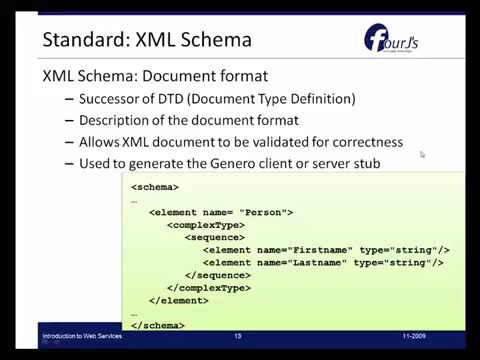 Standard: XML Schema
fourJ's
XML Schema: Document format
– Successor of DTD (Document Type Definition)
– Description of the document format
– Allows XML document to be validated for correctness
– Used to generate the Genero client or server stub
<schema>
…
<element name= "Person">
<complexType>
<sequence>
<element name="Firstname" type="string"/>
<element name="Lastname" type="string"/>
</sequence>
</complexType>
</element>
…
</schema>
Introduction to Web Services 13 11-2009